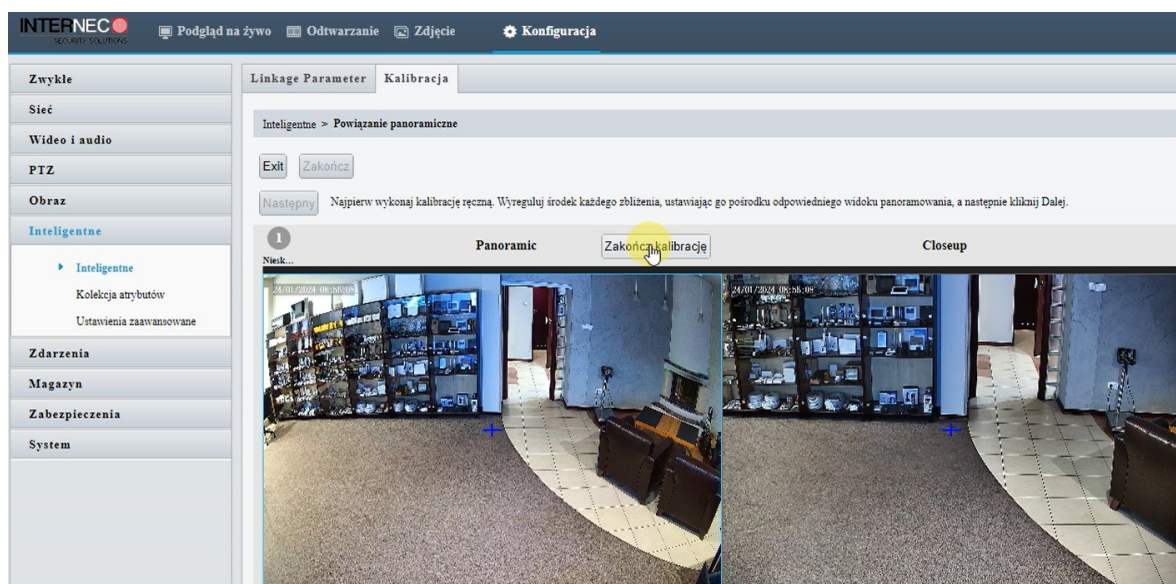 INTERNEC
SECURITY SOLUTIONS
Podgląd na żywo Odtwarzanie Zdjęcie Konfiguracja
Zwykłe
Sieć
Wideo i audio
PTZ
Obraz
Inteligentne
Inteligentne
Kolekcja atrybutów
Ustawienia zaawansowane
Zdarzenia
Magazyn
Zabezpieczenia
System
Linkage Parameter Kalibracja
Inteligentne > Powiązanie panoramiczne
Exit Zakończ
Następny Najpierw wykonaj kalibrację ręczną. Wyreguluj środek każdego zbliżenia, ustawiając go pośrodku odpowiedniego widoku panoramowania, a następnie kliknij Dalej.
1
Niesk...
Panoramic Zakończ kalibrację Closeup
24/01/2024 08:56:08 24/01/2024 08:56:08